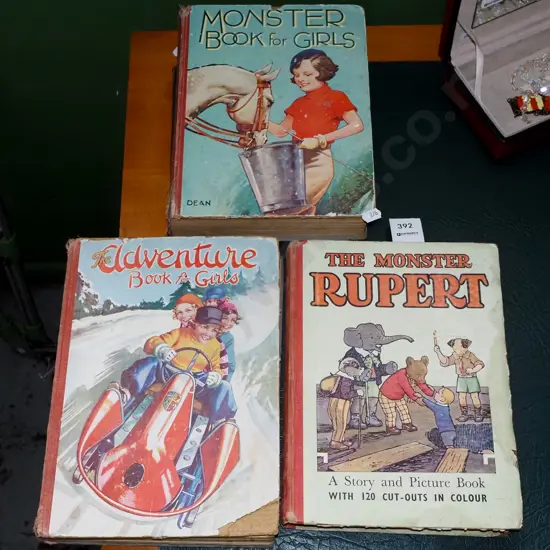 MONSTER
BOOK for GIRLS
DEAN
392
The Adventure
Book for Girls
THE MONSTER
RUPERT
A Story and Picture Book
WITH 120 CUT-OUTS IN COLOUR